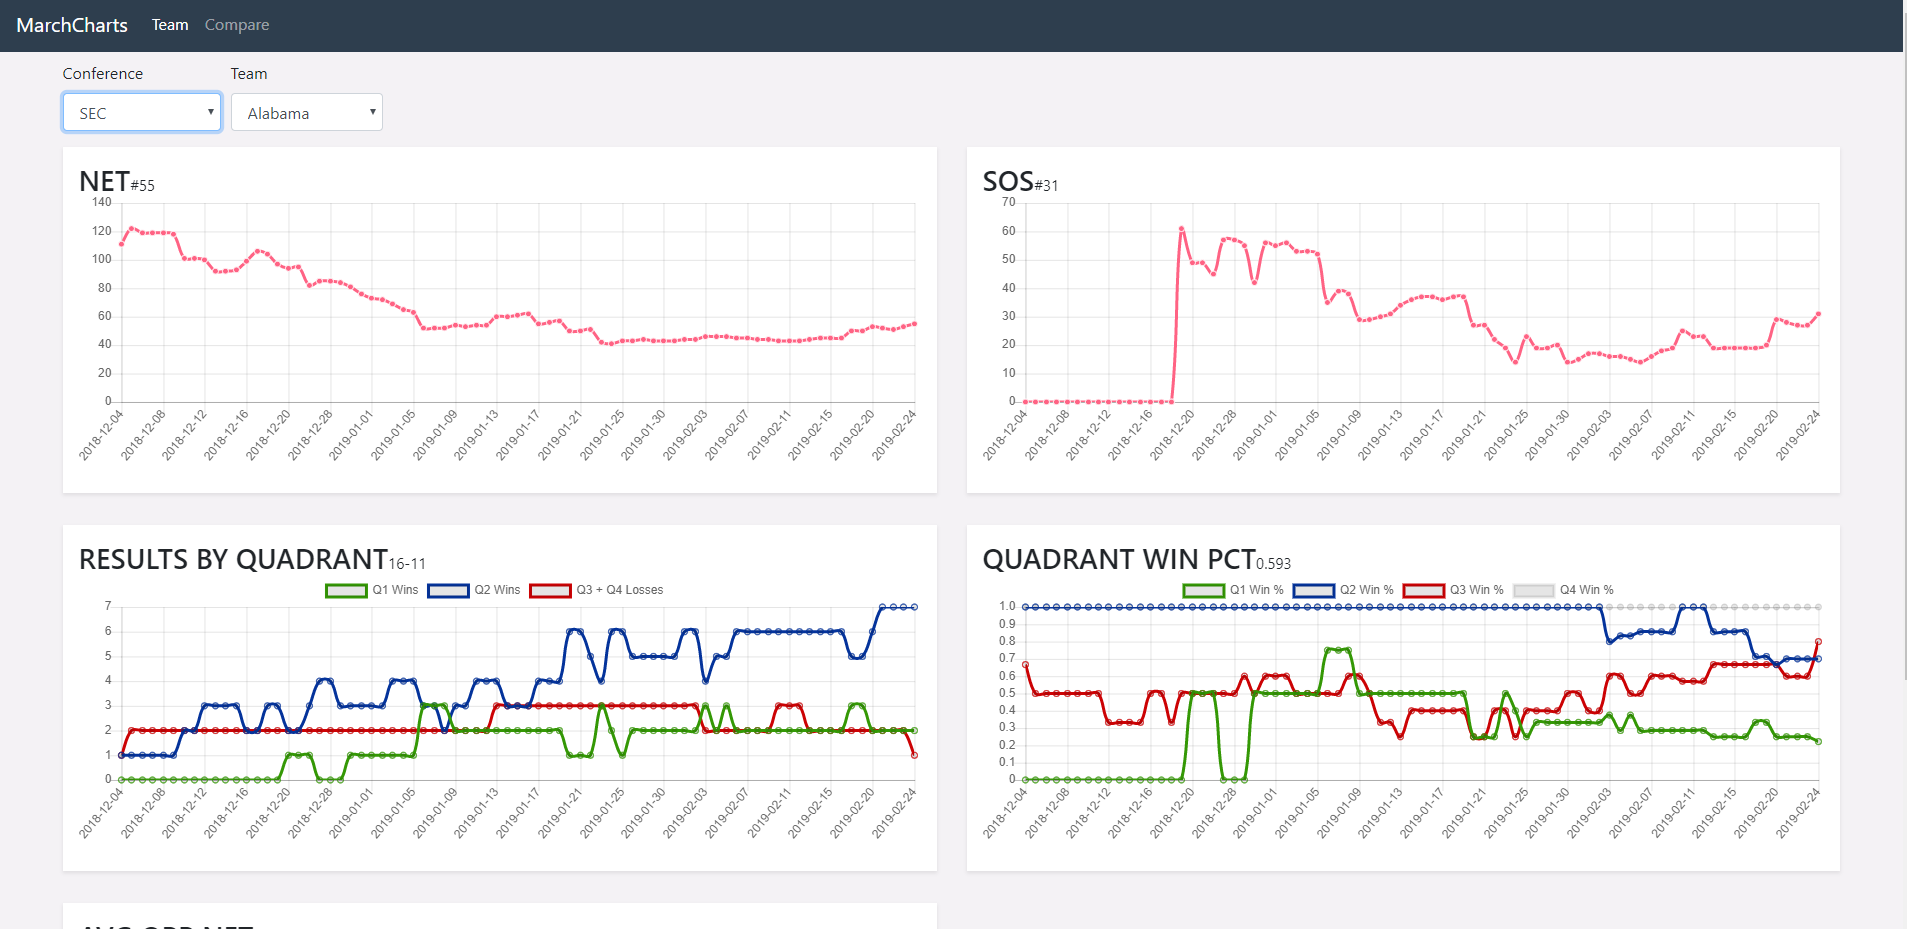 MarchCharts Team Compare
Conference Team
SEC Alabama
NET#55
140
120
100
80
60
40
20
0
2018-12-04 2018-12-08 2018-12-12 2018-12-16 2018-12-20 2018-12-28 2019-01-01 2019-01-05 2019-01-09 2019-01-13 2019-01-17 2019-01-21 2019-01-25 2019-01-30 2019-02-03 2019-02-07 2019-02-11 2019-02-15 2019-02-20 2019-02-24
SOS#31
70
60
50
40
30
20
10
0
2018-12-04 2018-12-08 2018-12-12 2018-12-16 2018-12-20 2018-12-28 2019-01-01 2019-01-05 2019-01-09 2019-01-13 2019-01-17 2019-01-21 2019-01-25 2019-01-30 2019-02-03 2019-02-07 2019-02-11 2019-02-15 2019-02-20 2019-02-24
RESULTS BY QUADRANT16-11
Q1 Wins Q2 Wins Q3 + Q4 Losses
7
6
5
4
3
2
1
0
2018-12-04 2018-12-08 2018-12-12 2018-12-16 2018-12-20 2018-12-28 2019-01-01 2019-01-05 2019-01-09 2019-01-13 2019-01-17 2019-01-21 2019-01-25 2019-01-30 2019-02-03 2019-02-07 2019-02-11 2019-02-15 2019-02-20 2019-02-24
QUADRANT WIN PCT0.593
Q1 Win % Q2 Win % Q3 Win % Q4 Win %
1.0
0.9
0.8
0.7
0.6
0.5
0.4
0.3
0.2
0.1
0
2018-12-04 2018-12-08 2018-12-12 2018-12-16 2018-12-20 2018-12-28 2019-01-01 2019-01-05 2019-01-09 2019-01-13 2019-01-17 2019-01-21 2019-01-25 2019-01-30 2019-02-03 2019-02-07 2019-02-11 2019-02-15 2019-02-20 2019-02-24
AVG OPP NET